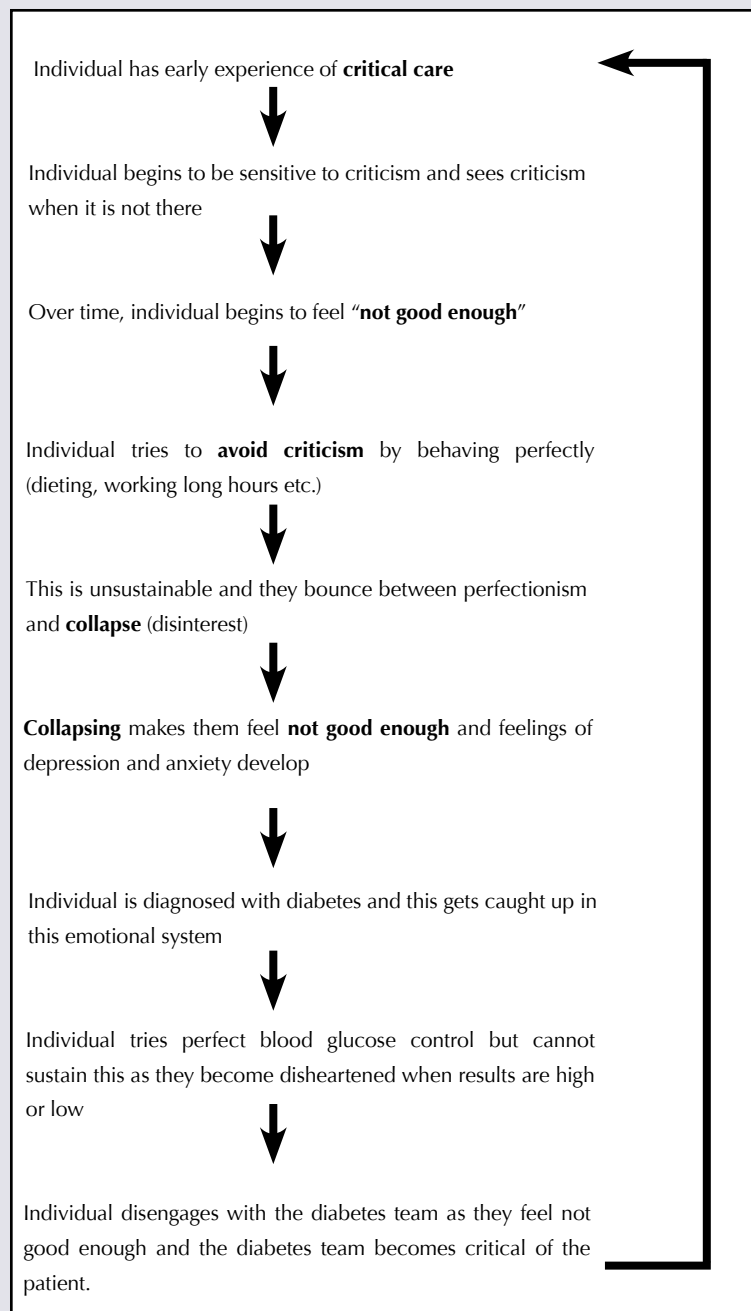 Individual has early experience of critical care
Individual begins to be sensitive to criticism and sees criticism
when it is not there
Over time, individual begins to feel “not good enough”
Individual tries to avoid criticism by behaving perfectly
(dieting, working long hours etc.)
This is unsustainable and they bounce between perfectionism
and collapse (disinterest)
Collapsing makes them feel not good enough and feelings of
depression and anxiety develop
Individual is diagnosed with diabetes and this gets caught up in
this emotional system
Individual tries perfect blood glucose control but cannot
sustain this as they become disheartened when results are high
or low
Individual disengages with the diabetes team as they feel not
good enough and the diabetes team becomes critical of the
patient.